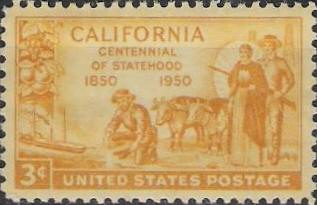 CALIFORNIA
CENTENNIAL
OF STATEHOOD
1850 1950
3¢ UNITED STATES POSTAGE